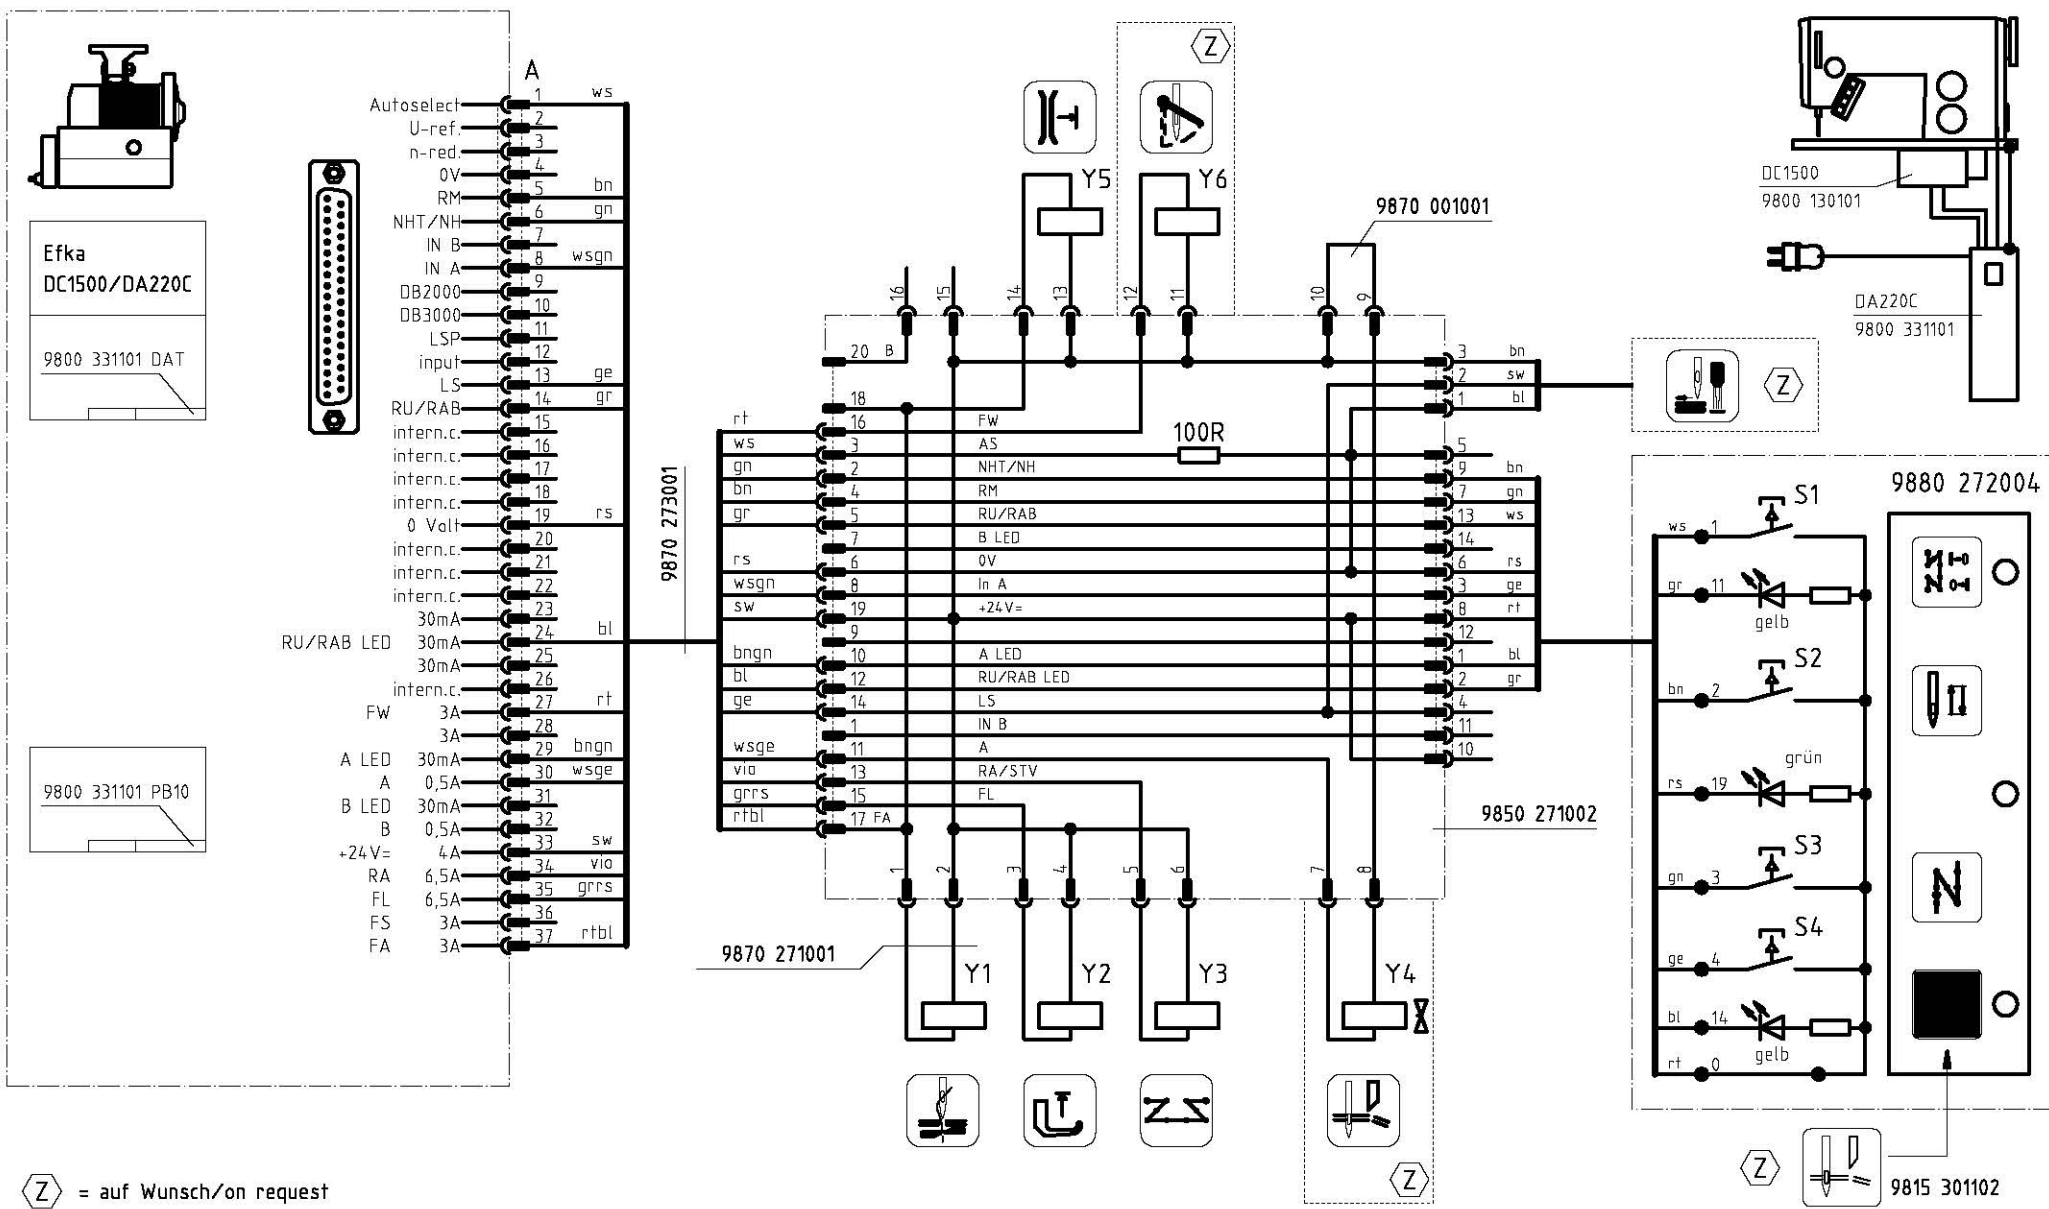 A
Autoselect 1 ws
U-ref. 2
n-red. 3
0V 4
RM 5 bn
NHT/NH 6 gn
IN B 7
IN A 8 wsgn
DB2000 9
DB3000 10
LSP 11
input 12
LS 13 ge
RU/RAB 14 gr
intern.c. 15
intern.c. 16
intern.c. 17
intern.c. 18
0 Volt 19 rs
intern.c. 20
intern.c. 21
intern.c. 22
30mA 23
RU/RAB LED 30mA 24 bl
30mA 25
intern.c. 26
FW 3A 27 rt
3A 28
A LED 30mA 29 bngn
A 0,5A 30 wsge
B LED 30mA 31
B 0,5A 32
+24V= 4A 33 sw
RA 6,5A 34 vio
FL 6,5A 35 grrs
FS 3A 36
FA 3A 37 rtbl
Efka
DC1500/DA220C
9800 331101 DAT
9800 331101 PB10
Z = auf Wunsch/on request
9870 273001
Z
Y5 Y6
9870 001001
16 15 14 13 12 11 10 9
20 B 3 bn
2 sw
18 1 bl
rt 16 FW
100R
ws 3 AS 5
gn 2 NHT/NH 9 bn
bn 4 RM 7 gn
gr 5 RU/RAB 13 ws
7 B LED 14
rs 6 0V 6 rs
wsgn 8 In A 3 ge
sw 19 +24V= 8 rt
9 12
bngn 10 A LED 1 bl
bl 12 RU/RAB LED 2 gr
ge 14 LS 4
1 IN B 11
wsge 11 A 10
vio 13 RA/STV
grrs 15 FL
rtbl 17 FA
9850 271002
1 2 3 4 5 6 7 8
9870 271001
Y1 Y2 Y3 Y4
Z
DC1500
9800 130101
DA220C
9800 331101
Z
9880 272004
S1
ws 1
gr 11
gelb
S2
bn 2
grün
rs 19
S3
gn 3
S4
ge 4
bl 14
gelb
rt 0
Z
9815 301102